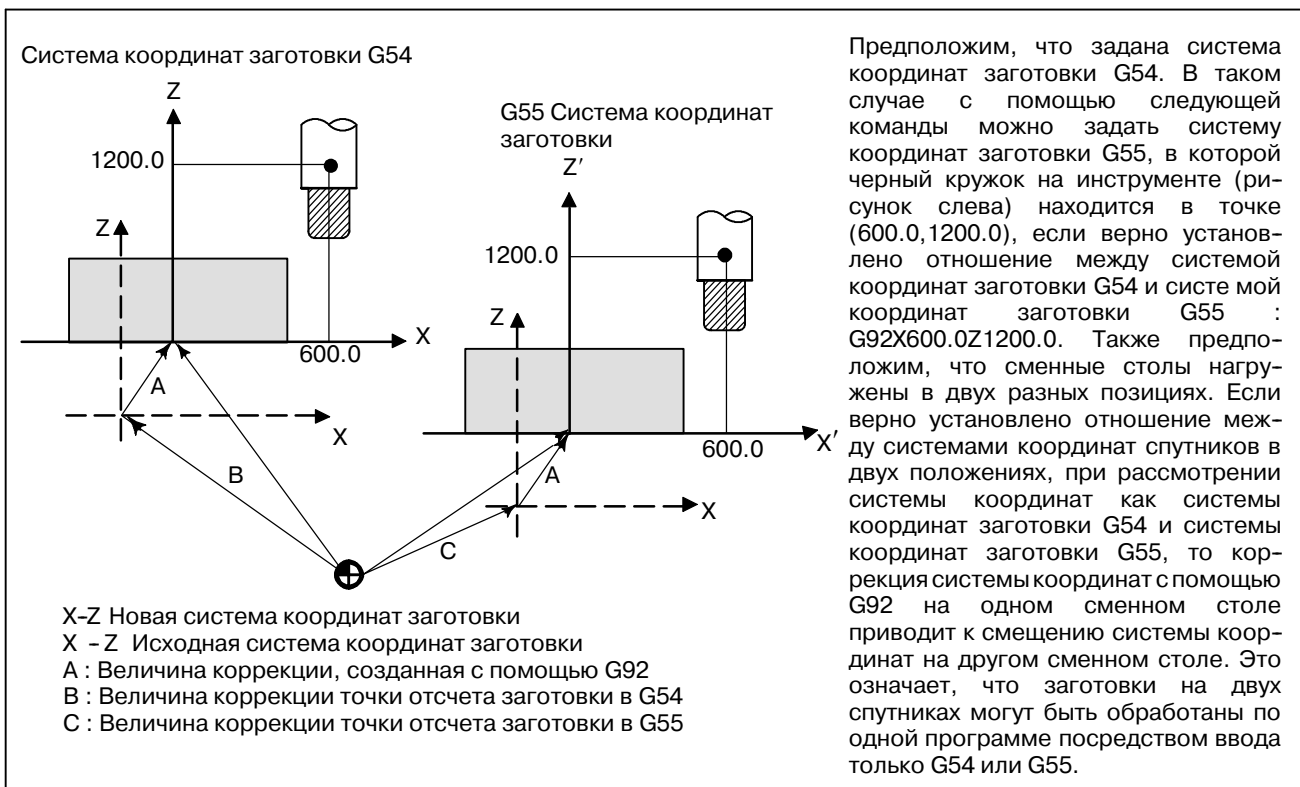 Система координат заготовки G54
Z
1200.0
Z
X
600.0
A
X
B
G55 Система координат
заготовки
Z′
1200.0
Z
X′
600.0
A
X
C
X-Z Новая система координат заготовки
X - Z Исходная система координат заготовки
A : Величина коррекции, созданная с помощью G92
B : Величина коррекции точки отсчета заготовки в G54
C : Величина коррекции точки отсчета заготовки в G55
Предположим, что задана система
координат заготовки G54. В таком
случае с помощью следующей
команды можно задать систему
координат заготовки G55, в которой
черный кружок на инструменте (ри-
сунок слева) находится в точке
(600.0,1200.0), если верно установ-
лено отношение между системой
координат заготовки G54 и систе мой
координат заготовки G55 :
G92X600.0Z1200.0. Также предпо-
ложим, что сменные столы нагру-
жены в двух разных позициях. Если
верно установлено отношение меж-
ду системами координат спутников в
двух положениях, при рассмотрении
системы координат как системы
координат заготовки G54 и системы
координат заготовки G55, то кор-
рекция системы координат с помощью
G92 на одном сменном столе
приводит к смещению системы коор-
динат на другом сменном столе. Это
означает, что заготовки на двух
спутниках могут быть обработаны по
одной программе посредством ввода
только G54 или G55.